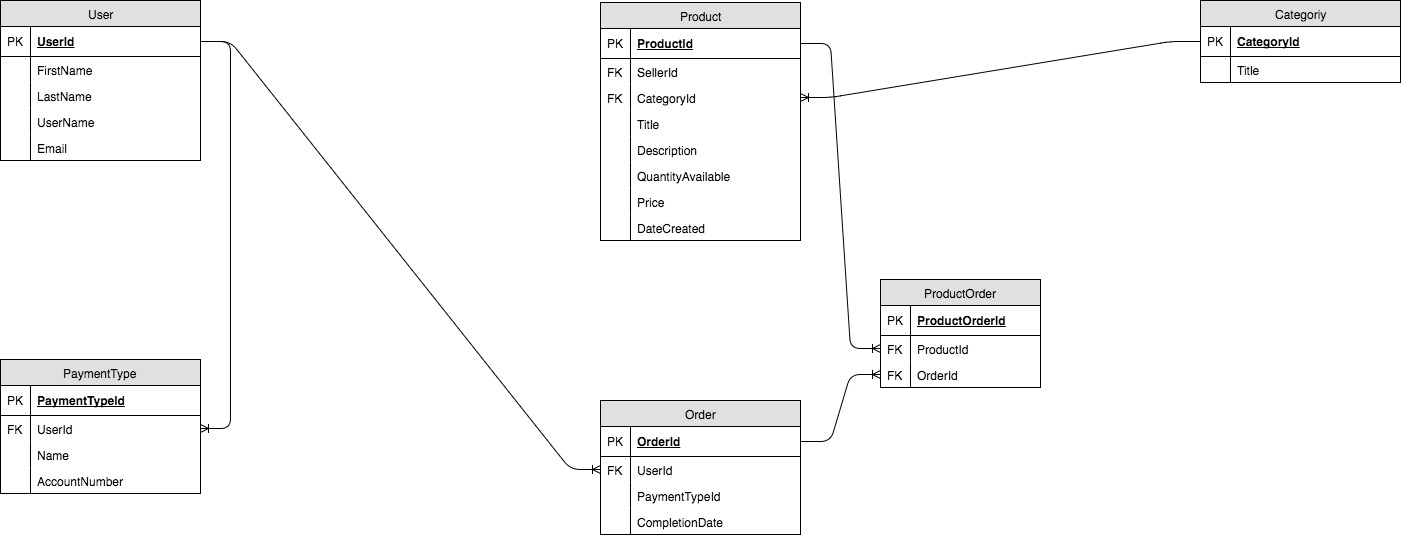 User
PK UserId
FirstName
LastName
UserName
Email
Product
PK ProductId
FK SellerId
FK CategoryId
Title
Description
QuantityAvailable
Price
DateCreated
Categoriy
PK CategoryId
Title
ProductOrder
PK ProductOrderId
FK ProductId
FK OrderId
PaymentType
PK PaymentTypeId
FK UserId
Name
AccountNumber
Order
PK OrderId
FK UserId
PaymentTypeId
CompletionDate